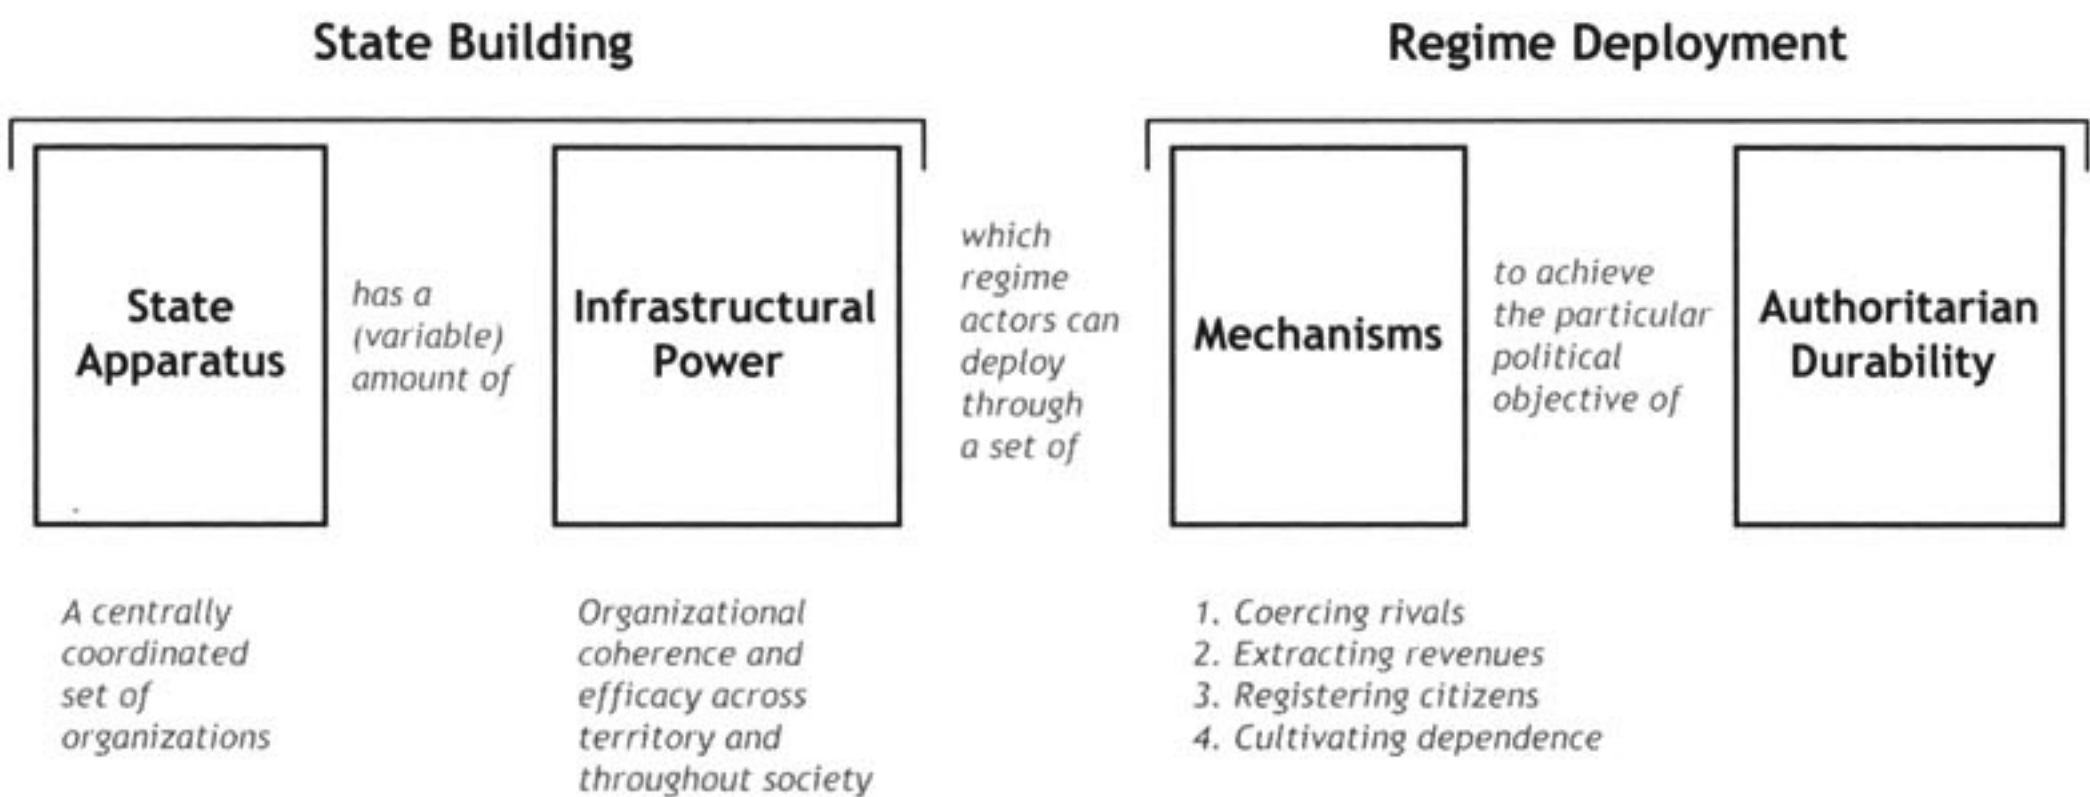 State Building
Regime Deployment
State
Apparatus
has a
(variable)
amount of
Infrastructural
Power
which
regime
actors can
deploy
through
a set of
Mechanisms
to achieve
the particular
political
objective of
Authoritarian
Durability
A centrally
coordinated
set of
organizations
Organizational
coherence and
efficacy across
territory and
throughout society
1. Coercing rivals
2. Extracting revenues
3. Registering citizens
4. Cultivating dependence